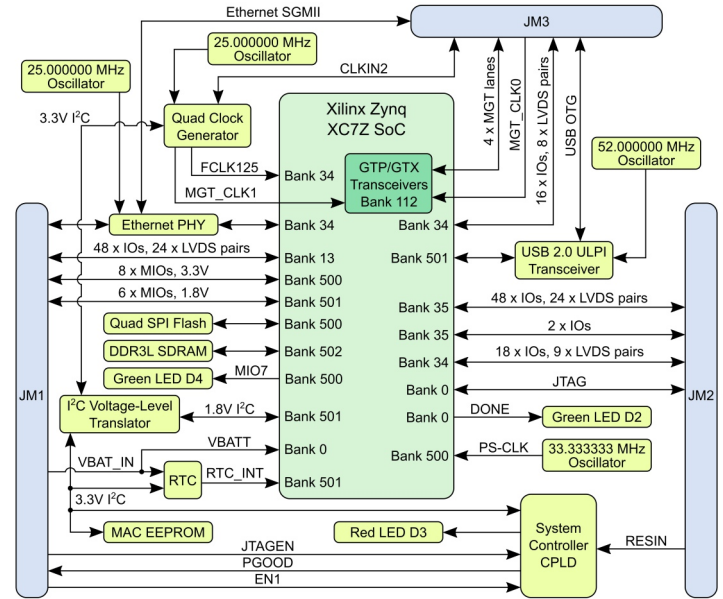 Ethernet SGMII
JM3
25.000000 MHz
Oscillator
25.000000 MHz
Oscillator
CLKIN2
4 x MGT lanes
MGT_CLK0
16 x IOs, 8 x LVDS pairs
USB OTG
3.3V I²C
Quad Clock
Generator
Xilinx Zynq
XC7Z SoC
52.000000 MHz
Oscillator
FCLK125
Bank 34
GTP/GTX
Transceivers
Bank 112
MGT_CLK1
Ethernet PHY
Bank 34
Bank 34
48 x IOs, 24 x LVDS pairs
Bank 13
Bank 501
USB 2.0 ULPI
Transceiver
8 x MIOs, 3.3V
Bank 500
6 x MIOs, 1.8V
Bank 501
Bank 35
48 x IOs, 24 x LVDS pairs
Quad SPI Flash
Bank 500
Bank 35
2 x IOs
DDR3L SDRAM
Bank 502
Bank 34
18 x IOs, 9 x LVDS pairs
Green LED D4
MIO7
Bank 500
Bank 0
JTAG
JM1
JM2
I²C Voltage-Level
Translator
1.8V I²C
Bank 501
Bank 0
DONE
Green LED D2
VBATT
Bank 0
Bank 500
PS-CLK
33.333333 MHz
Oscillator
VBAT_IN
RTC
RTC_INT
Bank 501
3.3V I²C
MAC EEPROM
Red LED D3
System
Controller
CPLD
RESIN
JTAGEN
PGOOD
EN1